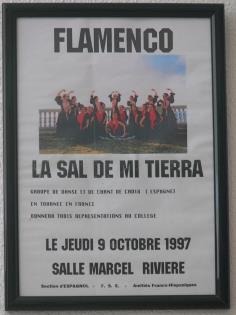 FLAMENCO
LA SAL DE MI TIERRA
GROUPE DE DANSE ET DE CHANT DE CADIX ( ESPAGNE)
EN TOURNEE EN FRANCE
DONNERA TROIS REPRESENTATIONS AU COLLEGE
LE JEUDI 9 OCTOBRE 1997
SALLE MARCEL RIVIERE
Section d'ESPAGNOL - F. S. E. - Amitiés Franco-Hispaniques